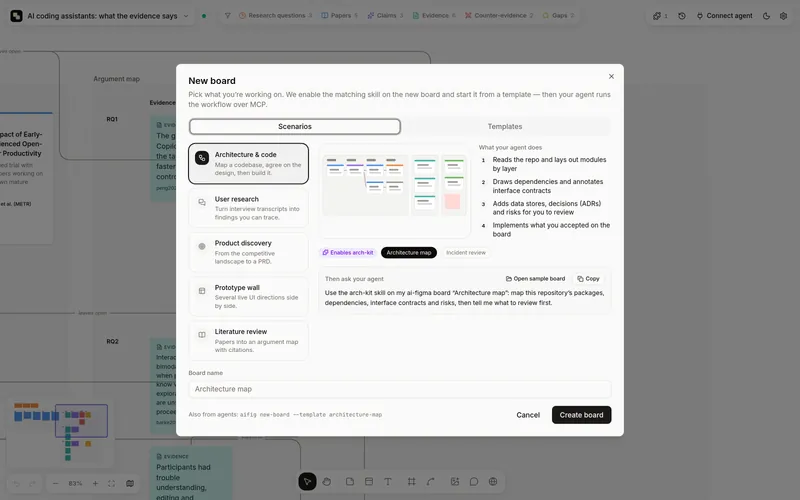 AI coding assistants: what the evidence says
Research questions 3
Papers
Claims 3
Evidence 6
Counter-evidence 2
Gaps 2
Connect agent
Argument map
RQ1
RQ2
Evidence
83%
New board
Pick what you're working on. We enable the matching skill on the new board and start it from a template — then your agent runs
the workflow over MCP.
Scenarios
Templates
Architecture & code
Map a codebase, agree on the
design, then build it.
User research
Turn interview transcripts into
findings you can trace.
Product discovery
From the competitive
landscape to a PRD.
Prototype wall
Several live UI directions side
by side.
Literature review
Papers into an argument map
with citations.
What your agent does
1 Reads the repo and lays out modules
by layer
2 Draws dependencies and annotates
interface contracts
3 Adds data stores, decisions (ADRs)
and risks for you to review
4 Implements what you accepted on the
board
Enables arch-kit
Architecture map
Incident review
Then ask your agent
Open sample board
Copy
Use the arch-kit skill on my ai-figma board "Architecture map": map this repository's packages,
dependencies, interface contracts and risks, then tell me what to review first.
Board name
Architecture map
Also from agents: aifig new-board --template architecture-map
Cancel
Create board
EVIDENCE
Participants had
trouble
understanding,
editing and